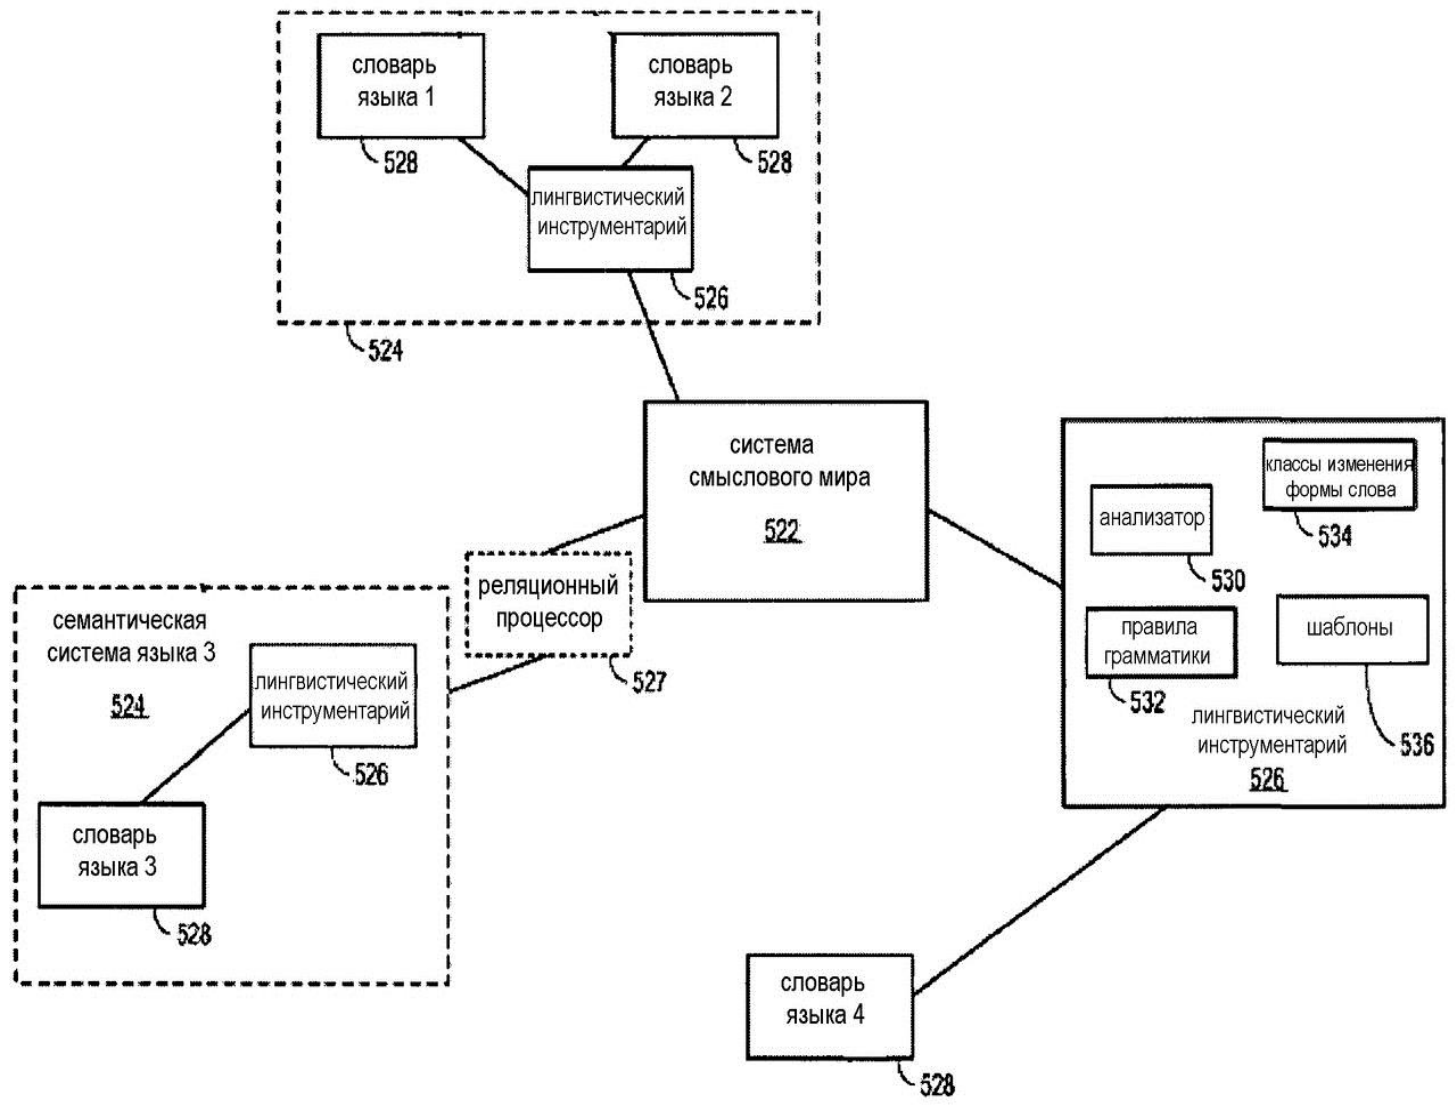 словарь
языка 1
528
словарь
языка 2
528
лингвистический
инструментарий
526
524
система
смыслового мира
522
классы изменения
формы слова
534
анализатор
530
правила
грамматики
532
шаблоны
536
лингвистический
инструментарий
526
реляционный
процессор
527
семантическая
система языка 3
524
лингвистический
инструментарий
526
словарь
языка 3
528
словарь
языка 4
528